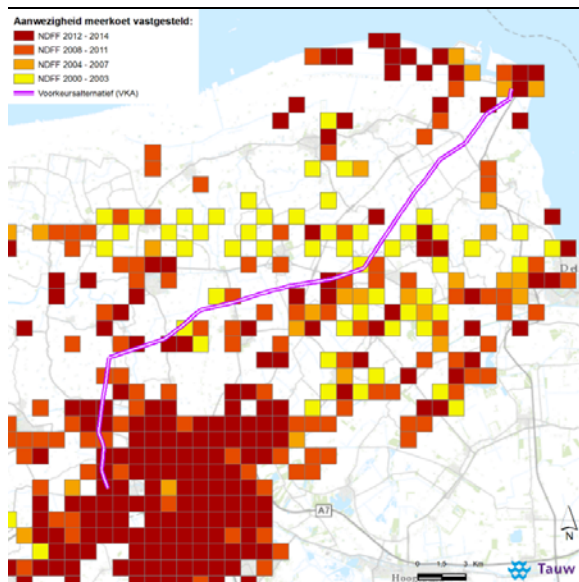 Aanwezigheid meerkoet vastgesteld:
NDFF 2012 - 2014
NDFF 2008 - 2011
NDFF 2004 - 2007
NDFF 2000 - 2003
Voorkeursalternatief (VKA)
A7
N
0 1,5 3 Km
Tauw